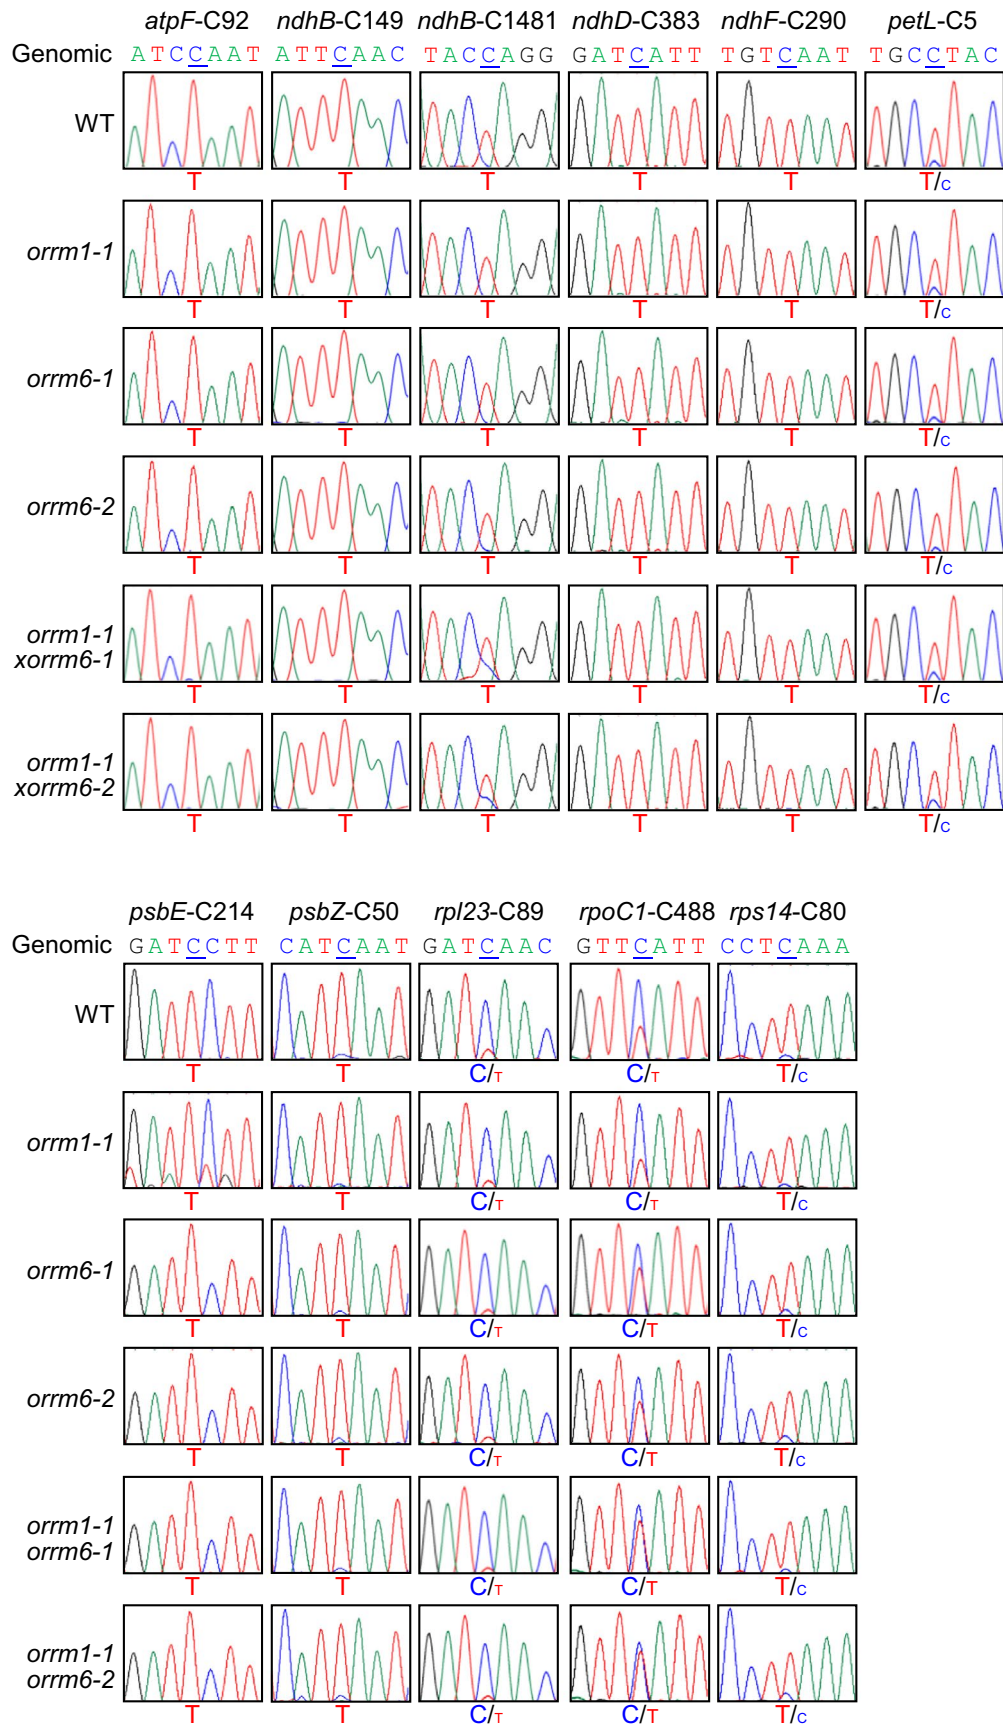 atpF-C92 ndhB-C149 ndhB-C1481 ndhD-C383 ndhF-C290 petL-C5
Genomic ATCCAAT ATTCAAC TACCAGG GATCATT TGTCAAT TGCCTAC
WT
T T T T T T/C
orrm1-1
T T T T T T/C
orrm6-1
T T T T T T/C
orrm6-2
T T T T T T/C
orrm1-1
xorrm6-1
T T T T T T/C
orrm1-1
xorrm6-2
T T T T T T/C
psbE-C214 psbZ-C50 rpl23-C89 rpoC1-C488 rps14-C80
Genomic GATCCTT CATCAAT GATCAAC GTTCATT CCTCAAA
WT
T T C/T C/T T/C
orrm1-1
T T C/T C/T T/C
orrm6-1
T T C/T C/T T/C
orrm6-2
T T C/T C/T T/C
orrm1-1
orrm6-1
T T C/T C/T T/C
orrm1-1
orrm6-2
T T C/T C/T T/C